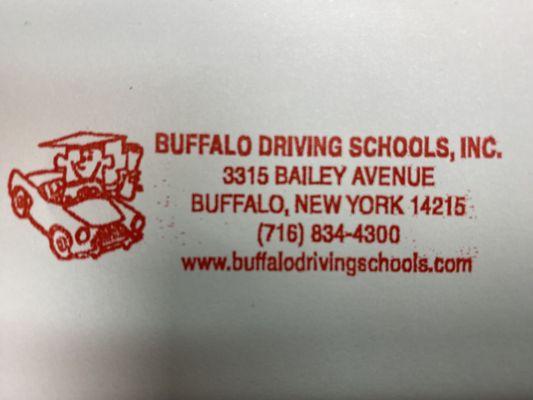 BUFFALO DRIVING SCHOOLS, INC.
3315 BAILEY AVENUE
BUFFALO, NEW YORK 14215
(716) 834-4300
www.buffalodrivingschools.com